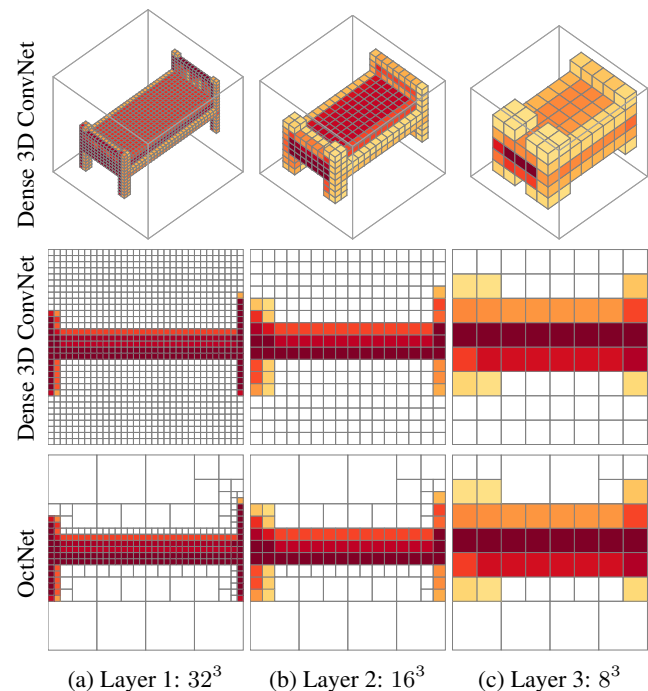 Dense 3D ConvNet
Dense 3D ConvNet
OctNet
(a) Layer 1: 32³
(b) Layer 2: 16³
(c) Layer 3: 8³